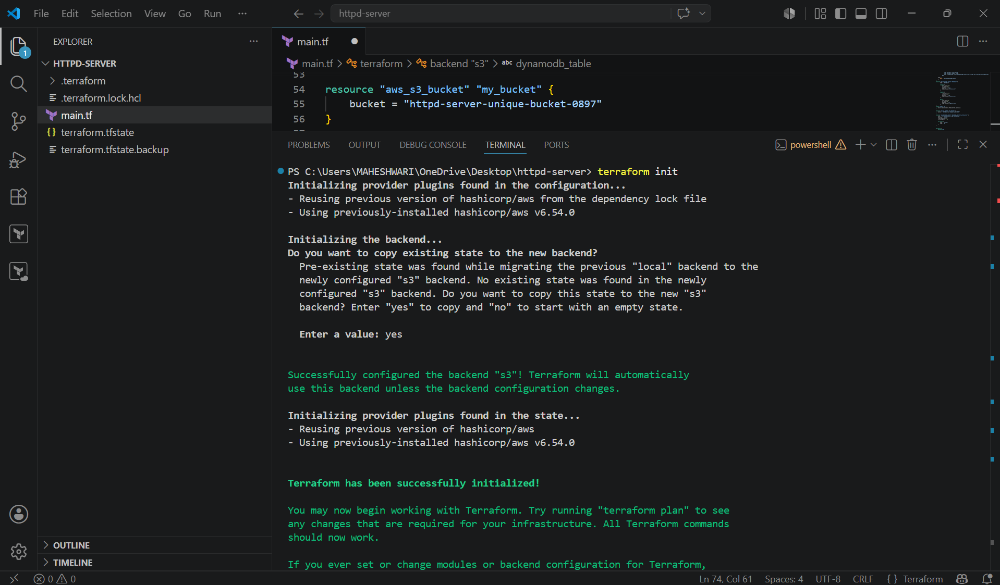 File Edit Selection View Go Run ···
httpd-server
EXPLORER
HTTPD-SERVER
.terraform
.terraform.lock.hcl
main.tf
terraform.tfstate
terraform.tfstate.backup
OUTLINE
TIMELINE
1
main.tf
main.tf > terraform > backend "s3" > abc dynamodb_table
53
54 resource "aws_s3_bucket" "my_bucket" {
55 bucket = "httpd-server-unique-bucket-0897"
56 }
PROBLEMS OUTPUT DEBUG CONSOLE TERMINAL PORTS
powershell
PS C:\Users\MAHESHWARI\OneDrive\Desktop\httpd-server> terraform init
Initializing provider plugins found in the configuration...
- Reusing previous version of hashicorp/aws from the dependency lock file
- Using previously-installed hashicorp/aws v6.54.0
Initializing the backend...
Do you want to copy existing state to the new backend?
Pre-existing state was found while migrating the previous "local" backend to the
newly configured "s3" backend. No existing state was found in the newly
configured "s3" backend. Do you want to copy this state to the new "s3"
backend? Enter "yes" to copy and "no" to start with an empty state.
Enter a value: yes
Successfully configured the backend "s3"! Terraform will automatically
use this backend unless the backend configuration changes.
Initializing provider plugins found in the state...
- Reusing previous version of hashicorp/aws
- Using previously-installed hashicorp/aws v6.54.0
Terraform has been successfully initialized!
You may now begin working with Terraform. Try running "terraform plan" to see
any changes that are required for your infrastructure. All Terraform commands
should now work.
If you ever set or change modules or backend configuration for Terraform,
0 0
Ln 74, Col 61 Spaces: 4 UTF-8 CRLF { } Terraform